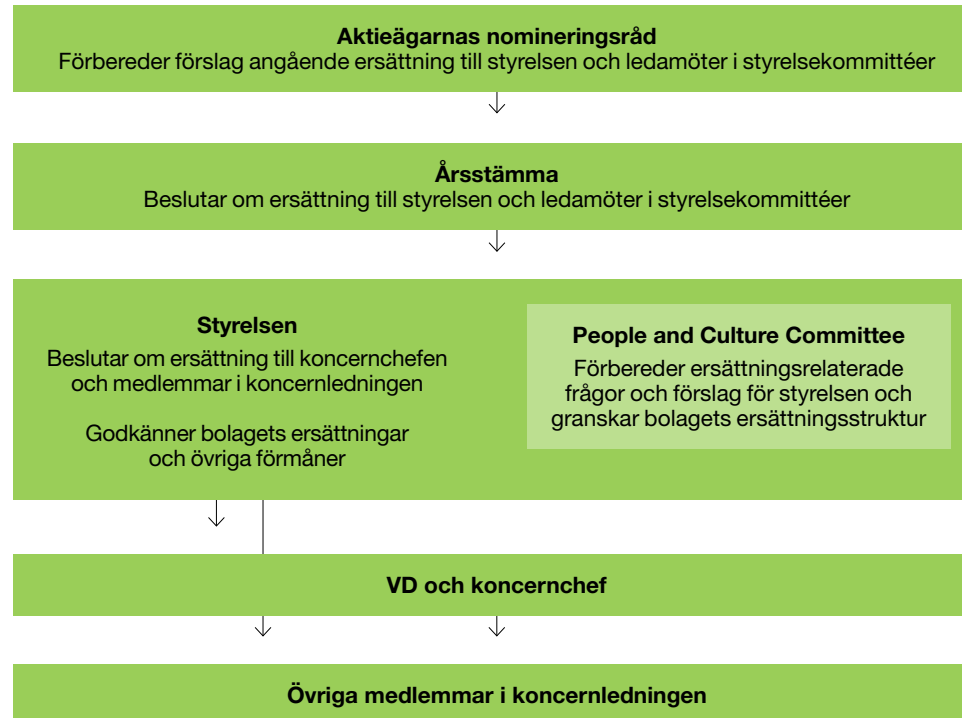 Aktieägarnas nomineringsråd
Förbereder förslag angående ersättning till styrelsen och ledamöter i styrelsekommittéer
Årsstämma
Beslutar om ersättning till styrelsen och ledamöter i styrelsekommittéer
Styrelsen
Beslutar om ersättning till koncernchefen
och medlemmar i koncernledningen
Godkänner bolagets ersättningar
och övriga förmåner
People and Culture Committee
Förbereder ersättningsrelaterade
frågor och förslag för styrelsen och
granskar bolagets ersättningsstruktur
VD och koncernchef
Övriga medlemmar i koncernledningen